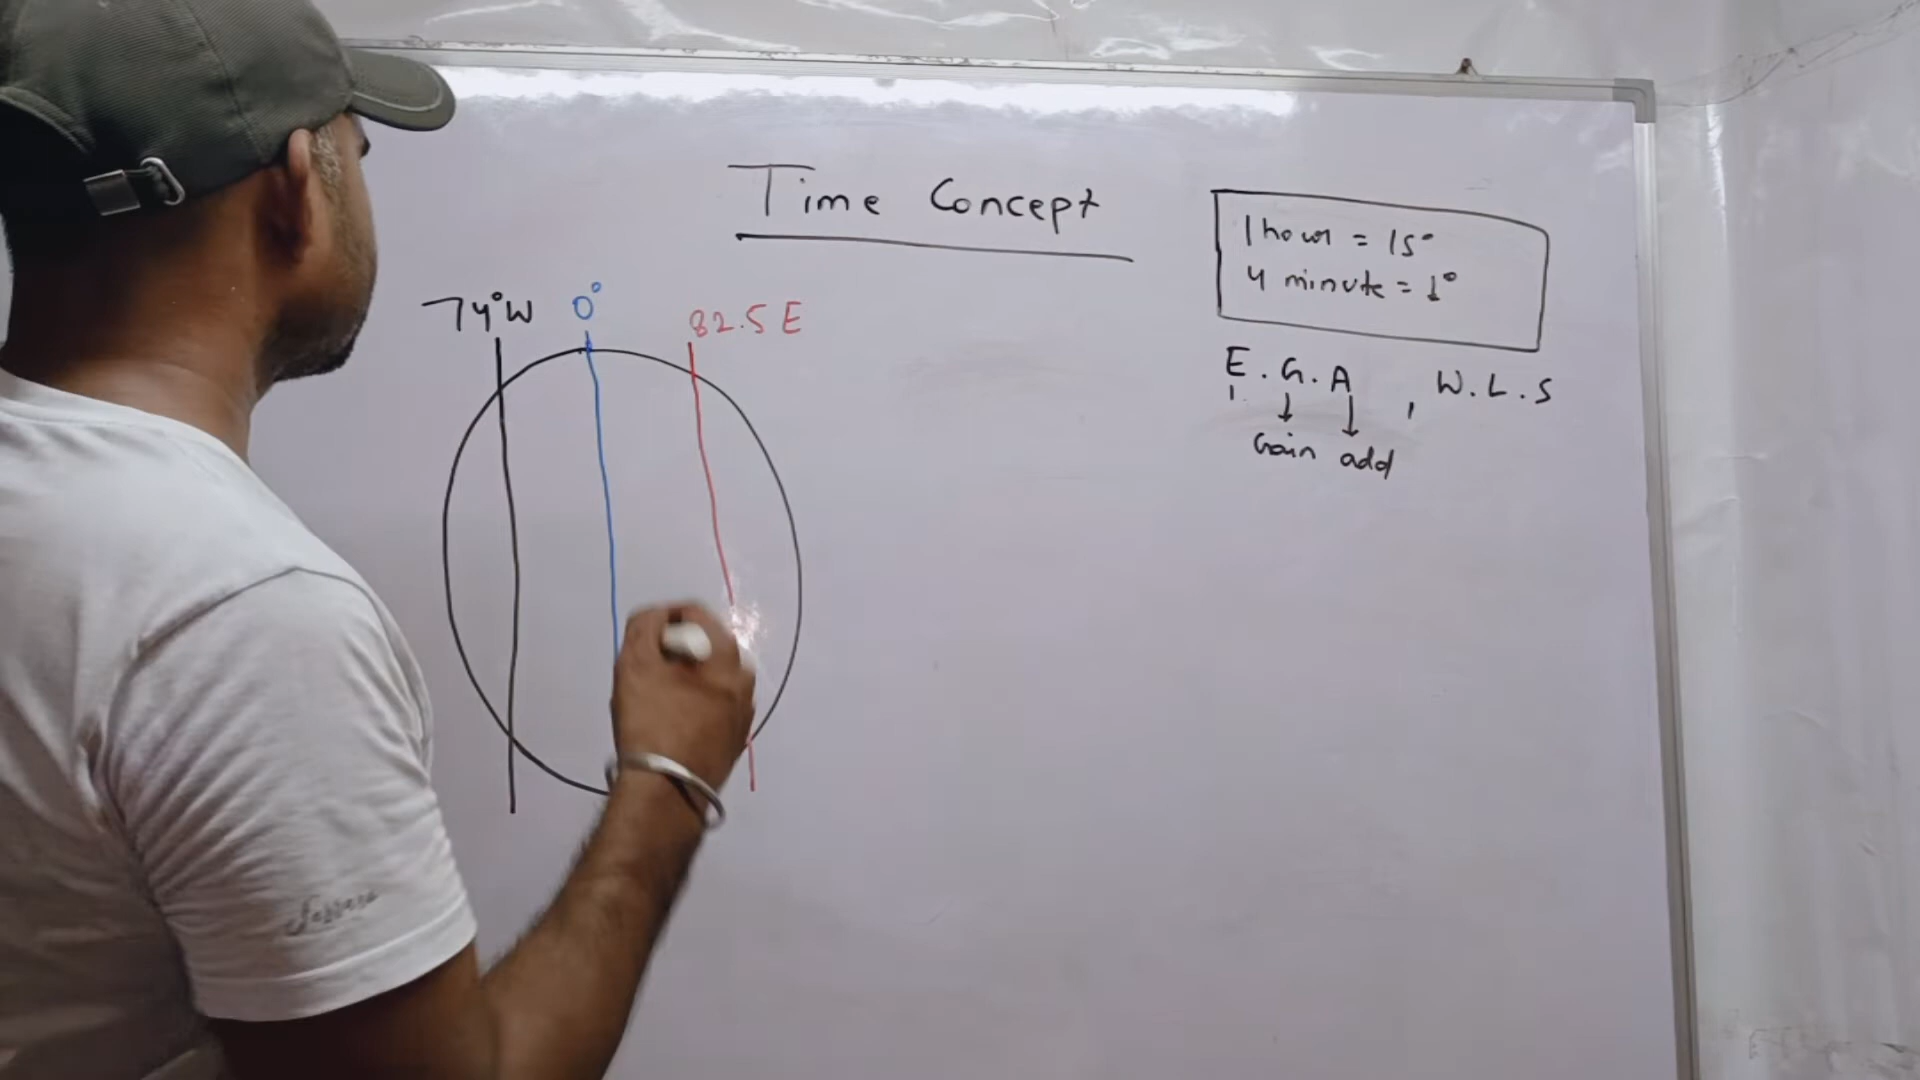 Time Concept
1 hour = 15°
4 minute = 1°
74°W 0° 82.5 E
E. G. A , W. L. S
Gain add